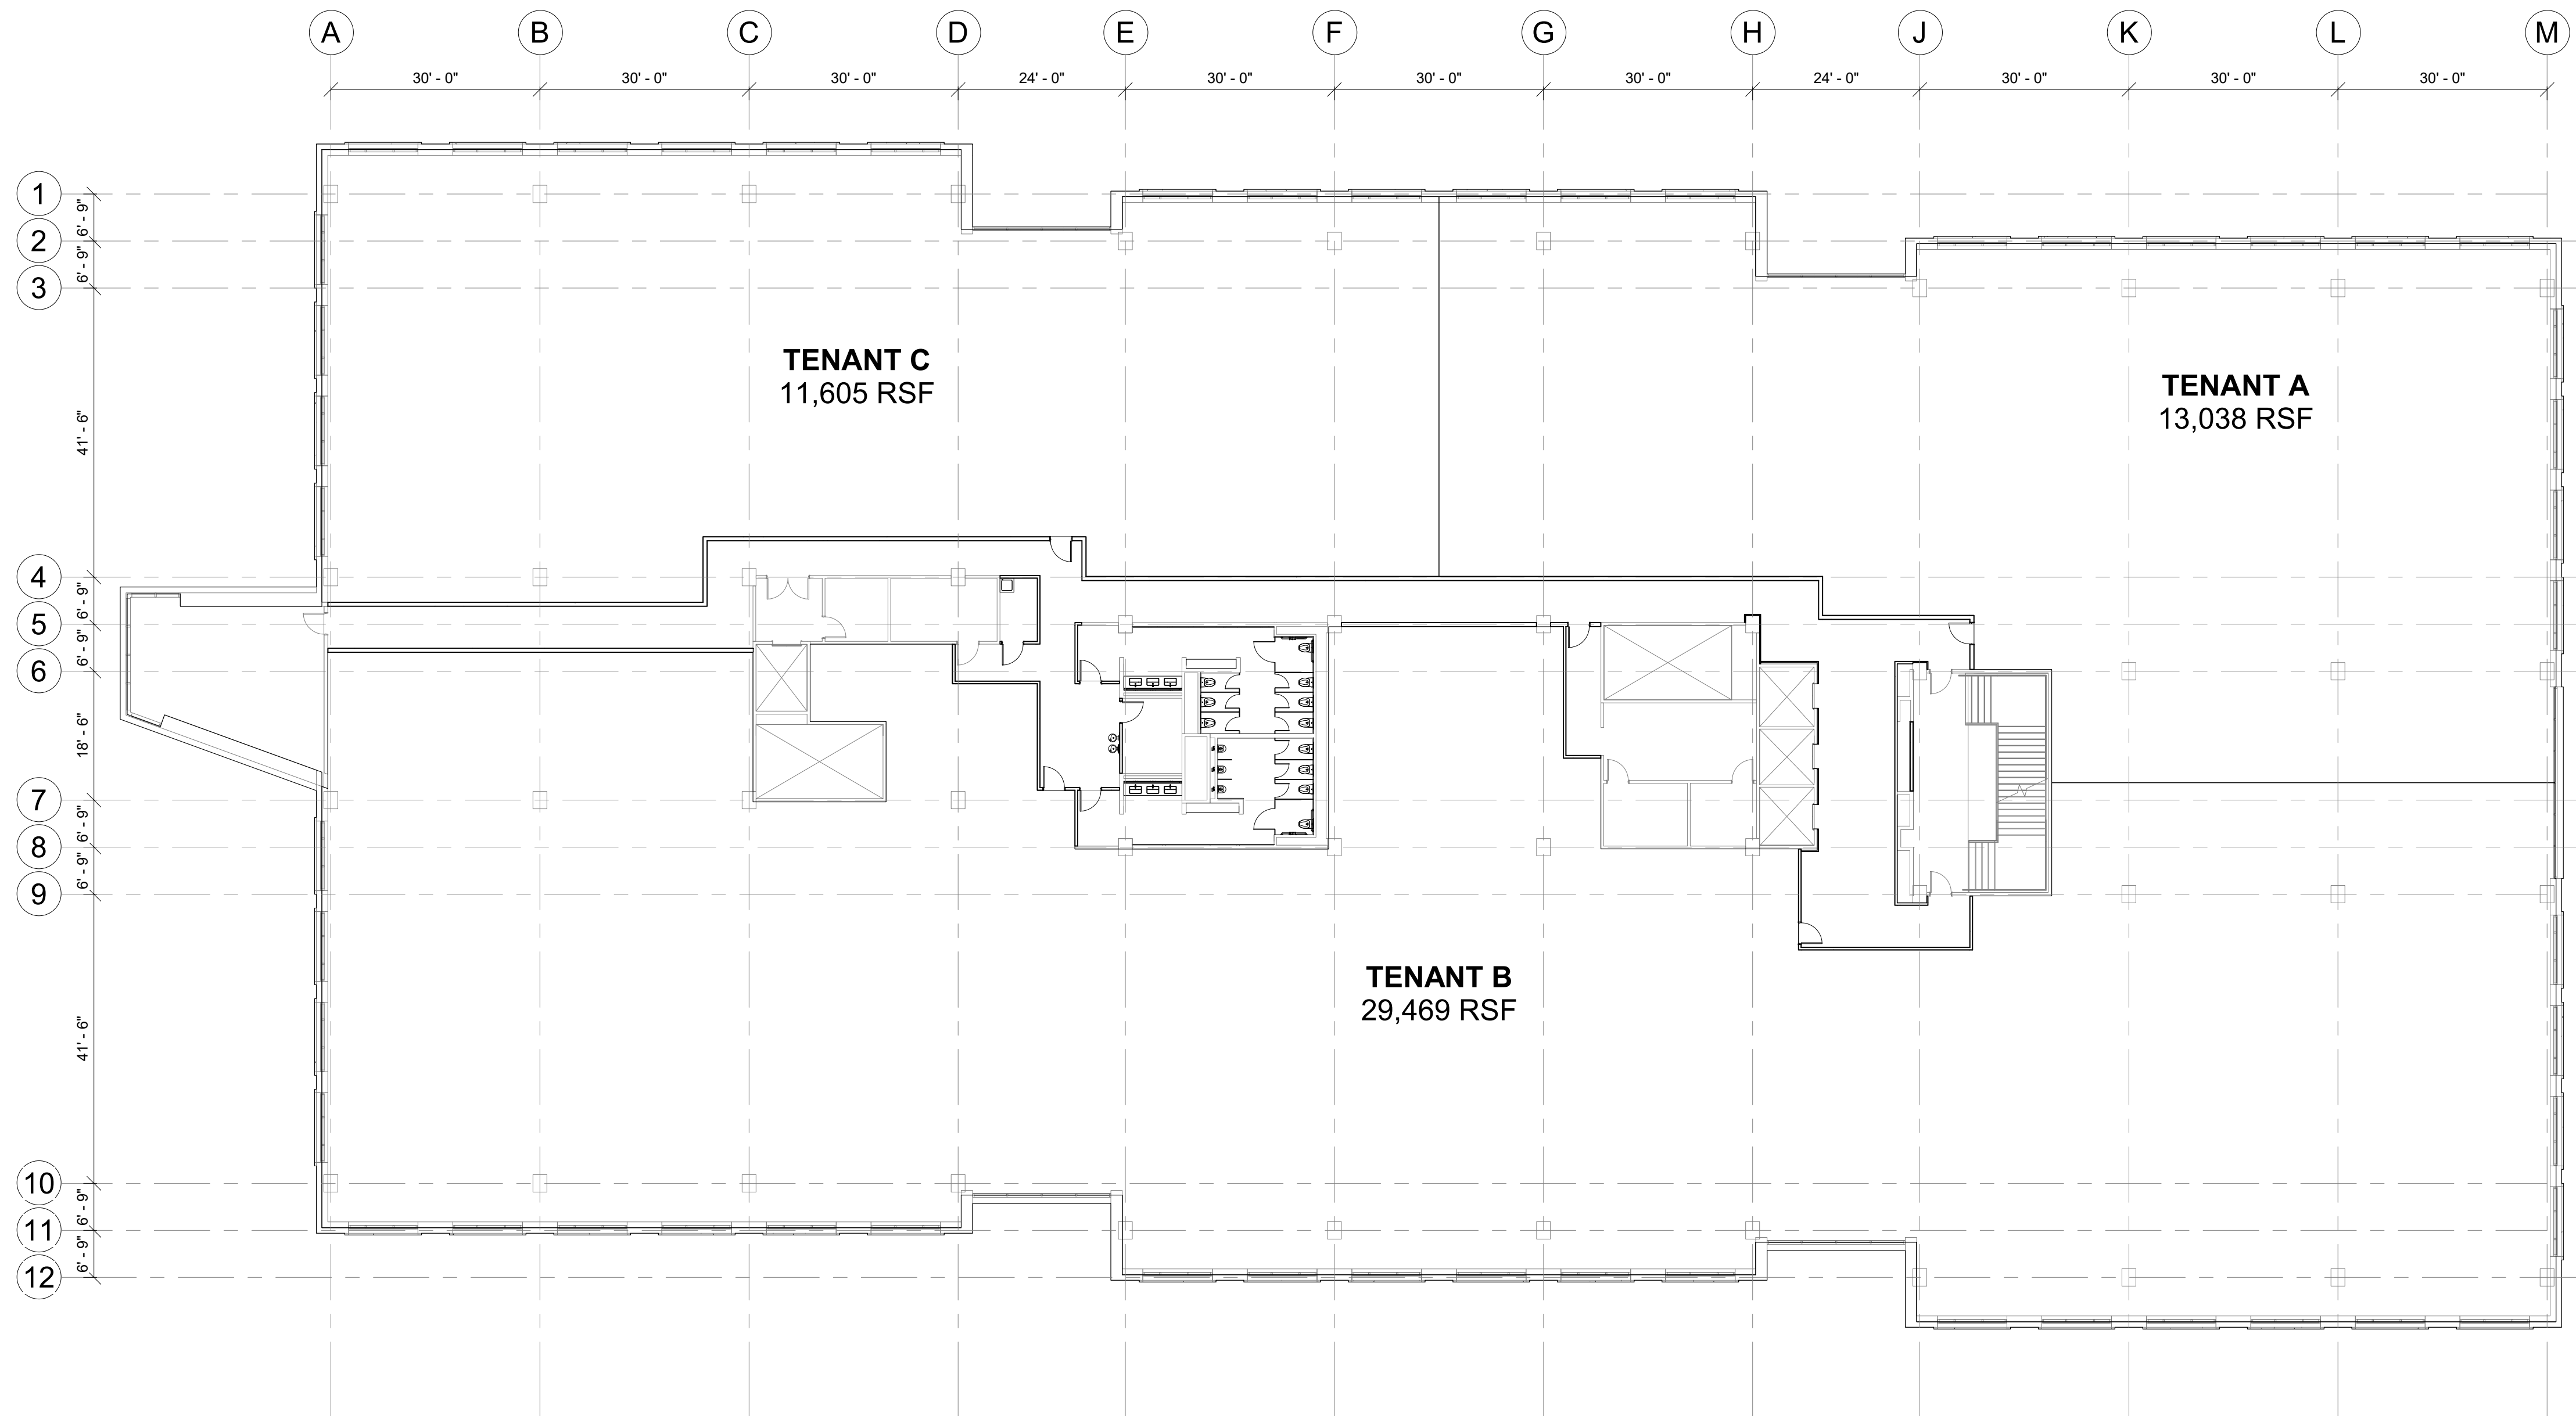 A B C D E F G H J K L M
30' - 0" 30' - 0" 30' - 0" 24' - 0" 30' - 0" 30' - 0" 30' - 0" 24' - 0" 30' - 0" 30' - 0" 30' - 0"
1
6' - 9"
2
6' - 9"
3
41' - 6"
4
6' - 9"
5
6' - 9"
6
18' - 6"
7
6' - 9"
8
6' - 9"
9
41' - 6"
10
6' - 9"
11
6' - 9"
12
TENANT C
11,605 RSF
TENANT A
13,038 RSF
TENANT B
29,469 RSF